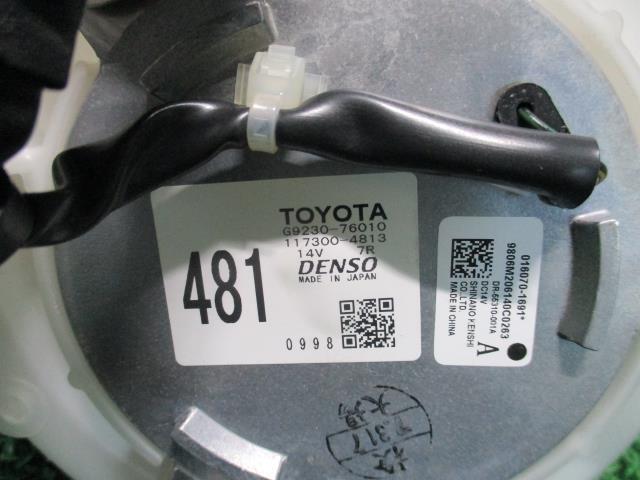 TOYOTA
G9230-76010
117300-4813
14V 7R
481
DENSO
MADE IN JAPAN
0998
016070-1691*
9806M206140C0263
DR-65310-001A
DC14V
SHINANO KENSHI
CO.,LTD.
MADE IN CHINA
A
317